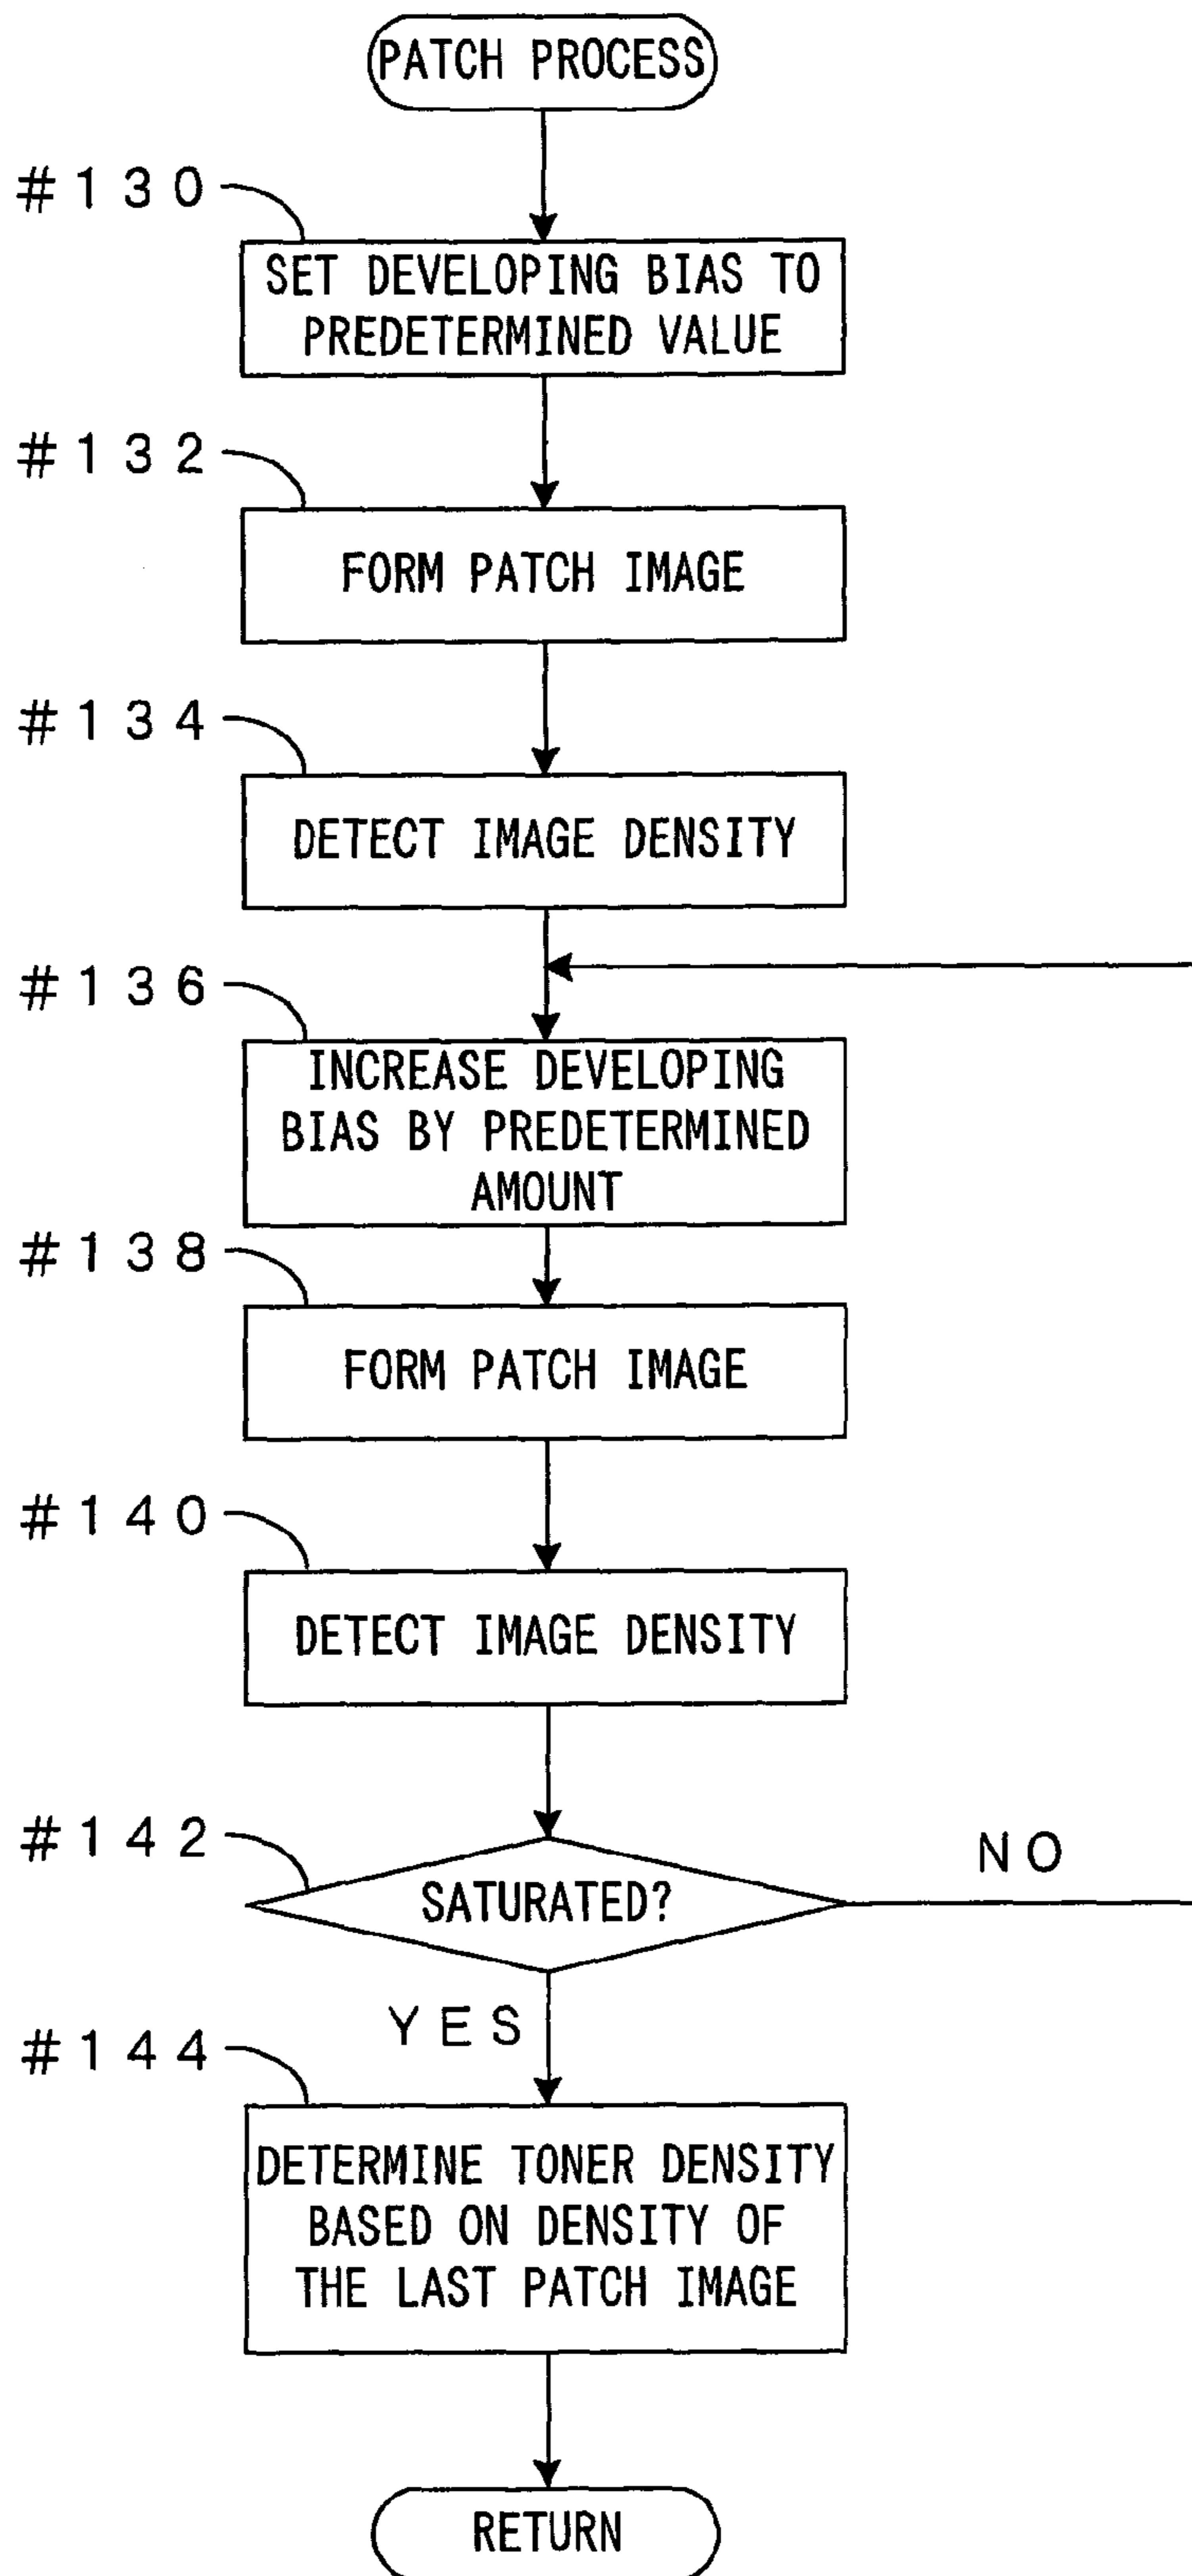 PATCH PROCESS
#130
SET DEVELOPING BIAS TO
PREDETERMINED VALUE
#132
FORM PATCH IMAGE
#134
DETECT IMAGE DENSITY
#136
INCREASE DEVELOPING
BIAS BY PREDETERMINED
AMOUNT
#138
FORM PATCH IMAGE
#140
DETECT IMAGE DENSITY
#142
SATURATED?
NO
YES
#144
DETERMINE TONER DENSITY
BASED ON DENSITY OF
THE LAST PATCH IMAGE
RETURN